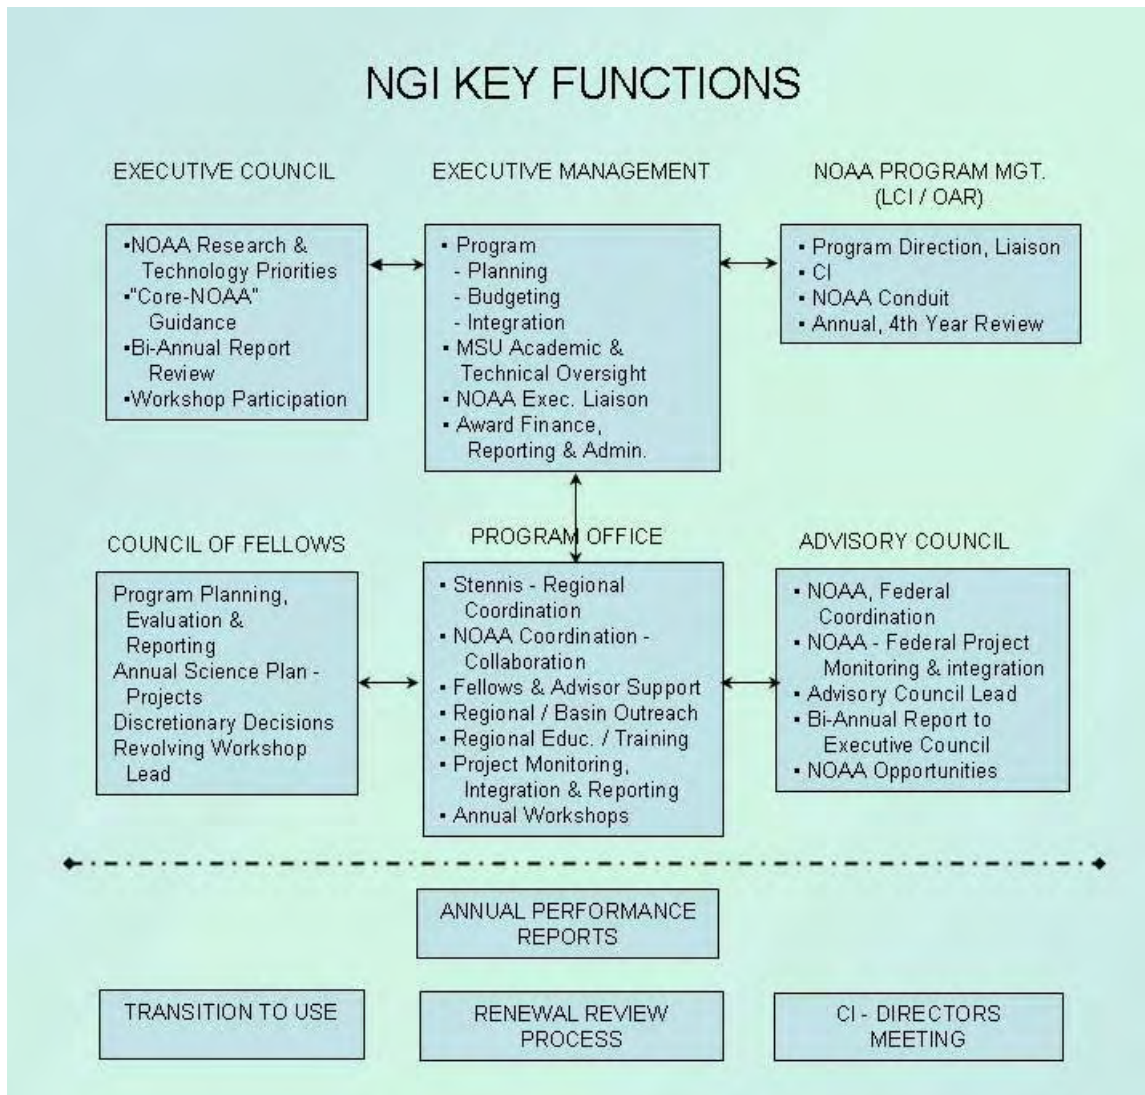 NGI KEY FUNCTIONS
EXECUTIVE COUNCIL
▪NOAA Research &
Technology Priorities
▪"Core-NOAA"
Guidance
▪Bi-Annual Report
Review
▪Workshop Participation
EXECUTIVE MANAGEMENT
▪ Program
- Planning
- Budgeting
- Integration
▪ MSU Academic &
Technical Oversight
▪ NOAA Exec. Liaison
▪ Award Finance,
Reporting & Admin.
NOAA PROGRAM MGT.
(LCI / OAR)
▪ Program Direction, Liaison
▪ CI
▪ NOAA Conduit
▪ Annual, 4th Year Review
COUNCIL OF FELLOWS
Program Planning,
Evaluation &
Reporting
Annual Science Plan -
Projects
Discretionary Decisions
Revolving Workshop
Lead
PROGRAM OFFICE
▪ Stennis - Regional
Coordination
▪ NOAA Coordination -
Collaboration
▪ Fellows & Advisor Support
▪ Regional / Basin Outreach
▪ Regional Educ. / Training
▪ Project Monitoring,
Integration & Reporting
▪ Annual Workshops
ADVISORY COUNCIL
▪ NOAA, Federal
Coordination
▪ NOAA - Federal Project
Monitoring & integration
▪ Advisory Council Lead
▪ Bi-Annual Report to
Executive Council
▪ NOAA Opportunities
ANNUAL PERFORMANCE
REPORTS
TRANSITION TO USE
RENEWAL REVIEW
PROCESS
CI - DIRECTORS
MEETING